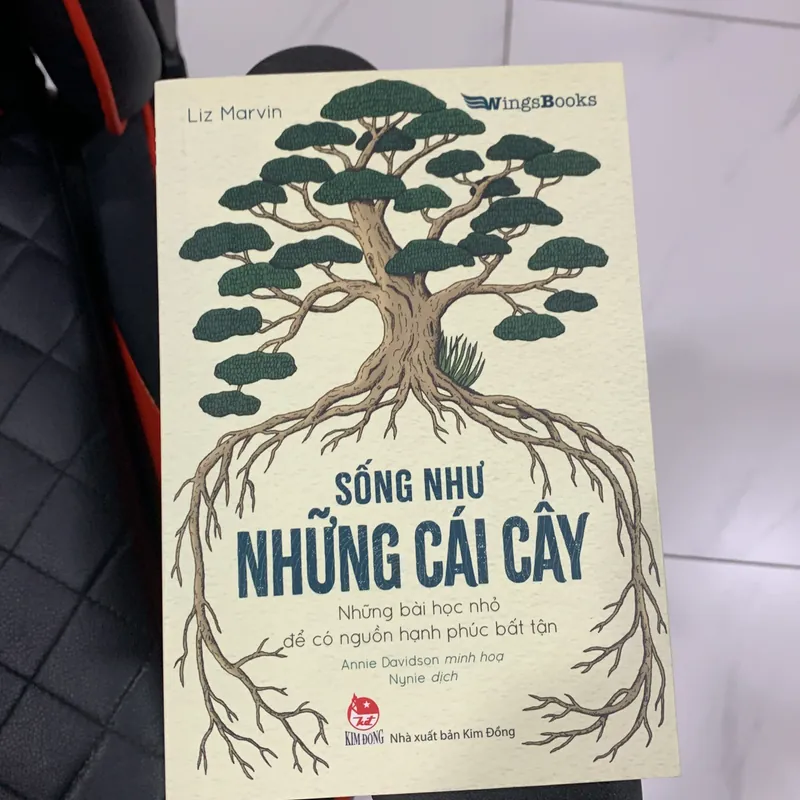 Liz Marvin
WingsBooks
SỐNG NHƯ
NHỮNG CÁI CÂY
Những bài học nhỏ
để có nguồn hạnh phúc bất tận
Annie Davidson minh hoạ
Nynie dịch
kđ
KIM ĐỒNG
Nhà xuất bản Kim Đồng